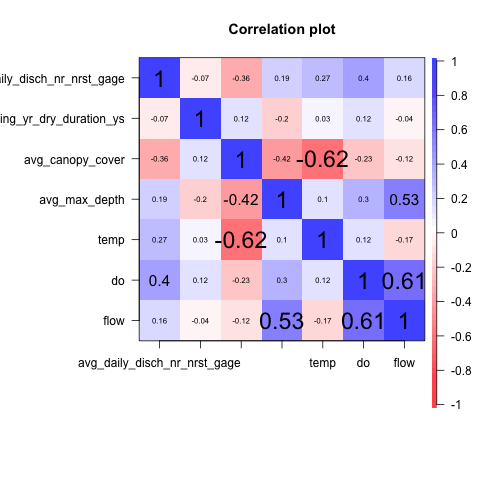 Correlation plot
aily_disch_nr_nrst_gage 1 -0.07 -0.36 0.19 0.27 0.4 0.16
ing_yr_dry_duration_ys -0.07 1 0.12 -0.2 0.03 0.12 -0.04
avg_canopy_cover -0.36 0.12 1 -0.42 -0.62 -0.23 -0.12
avg_max_depth 0.19 -0.2 -0.42 1 0.1 0.3 0.53
temp 0.27 0.03 -0.62 0.1 1 0.12 -0.17
do 0.4 0.12 -0.23 0.3 0.12 1 0.61
flow 0.16 -0.04 -0.12 0.53 -0.17 0.61 1
avg_daily_disch_nr_nrst_gage temp do flow
1
0.8
0.6
0.4
0.2
0
-0.2
-0.4
-0.6
-0.8
-1